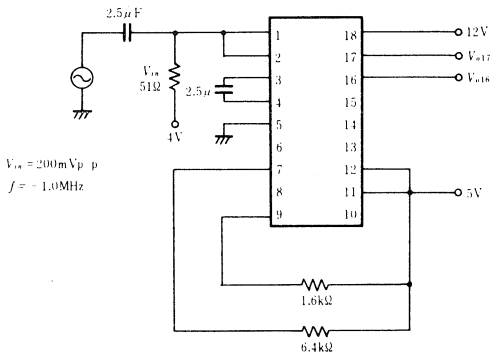 2.5μF
1
2
3
4
5
6
7
8
9
18
17
16
15
14
13
12
11
10
12V
Vo17
Vo16
Vin
51Ω
2.5μ
4V
Vin = 200mVp p
f = - 1.0MHz
5V
1.6kΩ
6.4kΩ